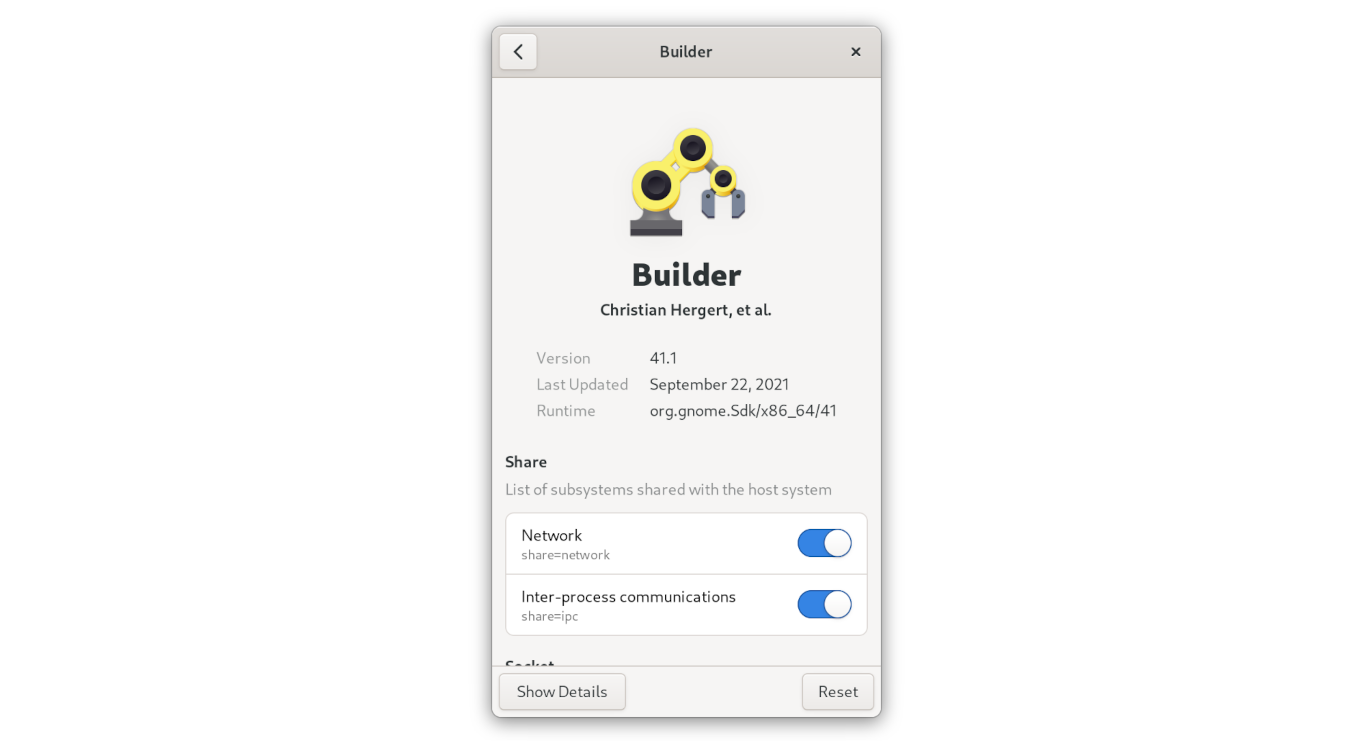 Builder
Builder
Christian Hergert, et al.
Version 41.1
Last Updated September 22, 2021
Runtime org.gnome.Sdk/x86_64/41
Share
List of subsystems shared with the host system
Network
share=network
Inter-process communications
share=ipc
Socket
Show Details Reset